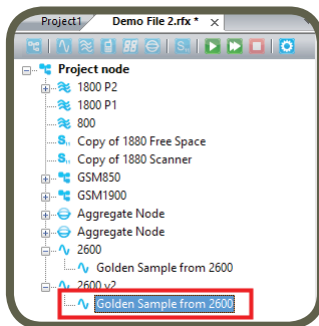 Project1 Demo File 2.rfx * ×
Project node
1800 P2
1800 P1
800
Copy of 1880 Free Space
Copy of 1880 Scanner
GSM850
GSM1900
Aggregate Node
Aggregate Node
2600
Golden Sample from 2600
2600 v2
Golden Sample from 2600